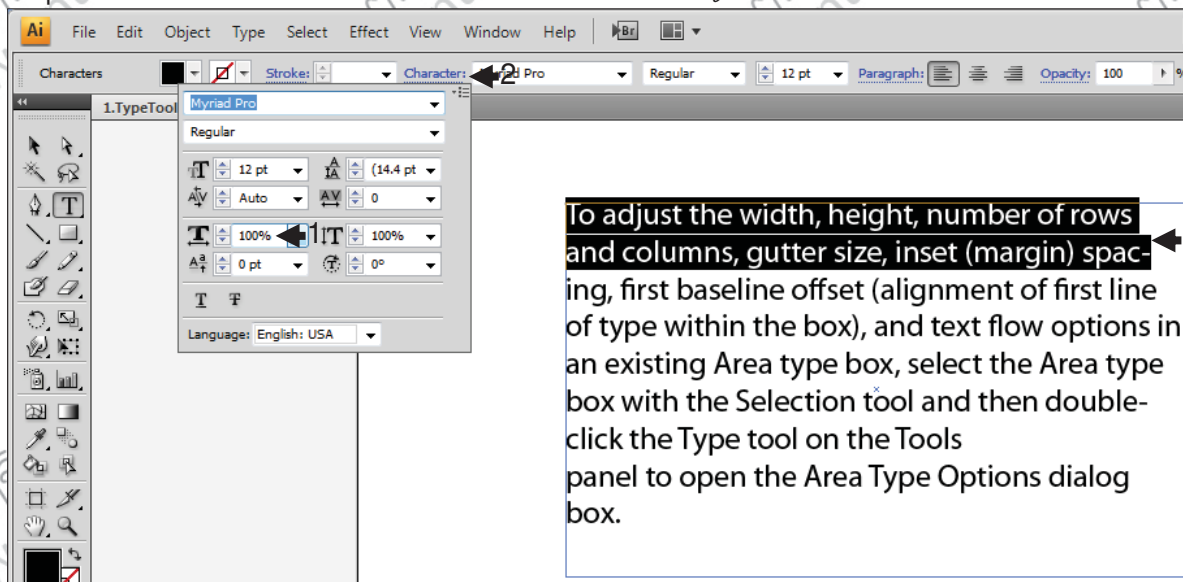 Ai File Edit Object Type Select Effect View Window Help Br
Characters Stroke: Character: 2 Myriad Pro Regular 12 pt Paragraph: Opacity: 100 %
1.TypeTool
Myriad Pro
Regular
12 pt (14.4 pt
Auto 0
100% 1 100%
0 pt 0°
Language: English: USA
To adjust the width, height, number of rows
and columns, gutter size, inset (margin) spac-
ing, first baseline offset (alignment of first line
of type within the box), and text flow options in
an existing Area type box, select the Area type
box with the Selection tool and then double-
click the Type tool on the Tools
panel to open the Area Type Options dialog
box.